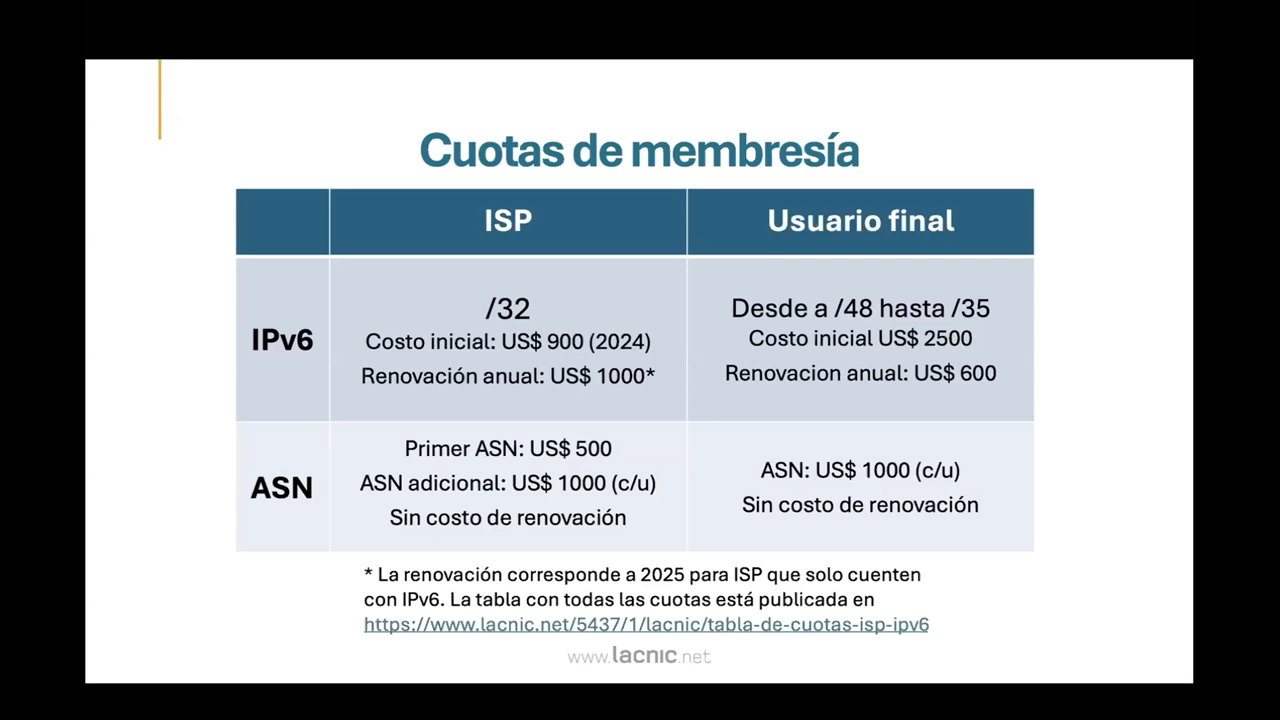 Cuotas de membresía
ISP
Usuario final
IPv6
/32
Costo inicial: US$ 900 (2024)
Renovación anual: US$ 1000*
Desde a /48 hasta /35
Costo inicial US$ 2500
Renovacion anual: US$ 600
ASN
Primer ASN: US$ 500
ASN adicional: US$ 1000 (c/u)
Sin costo de renovación
ASN: US$ 1000 (c/u)
Sin costo de renovación
* La renovación corresponde a 2025 para ISP que solo cuenten
con IPv6. La tabla con todas las cuotas está publicada en
https://www.lacnic.net/5437/1/lacnic/tabla-de-cuotas-isp-ipv6
www.lacnic.net